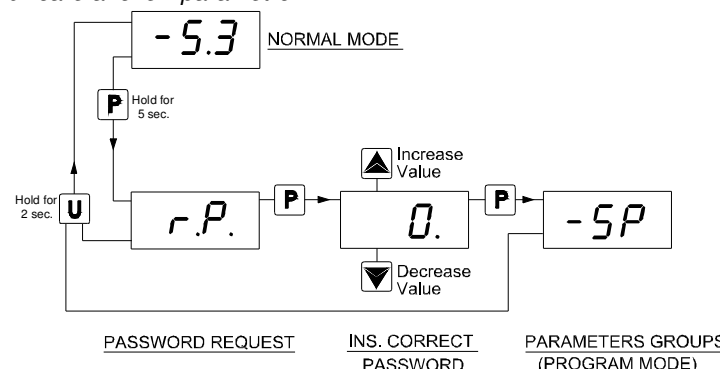 -5.3
NORMAL MODE
P
Hold for
5 sec.
Increase
Value
Hold for
2 sec.
U
r.P.
P
0.
P
-SP
Decrease
Value
PASSWORD REQUEST
INS. CORRECT
PASSWORD
PARAMETERS GROUPS
(PROGRAM MODE)